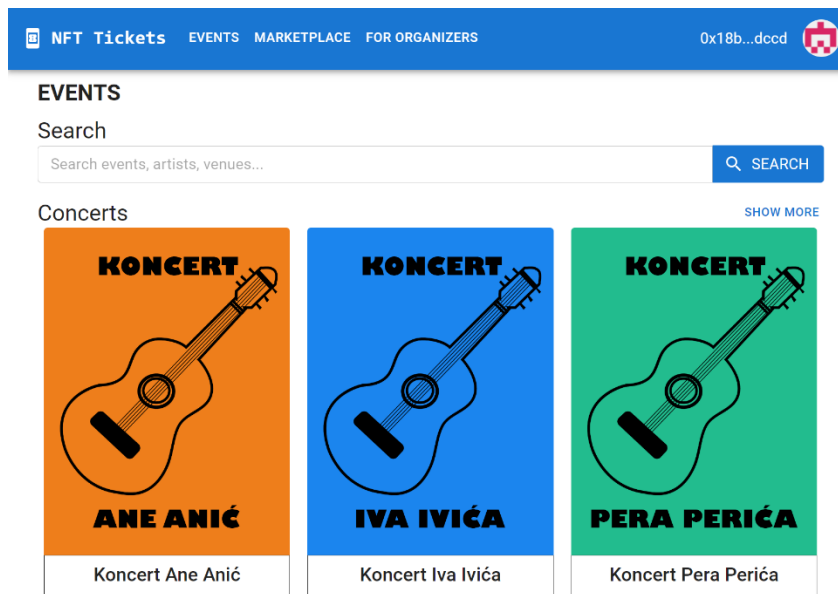 NFT Tickets EVENTS MARKETPLACE FOR ORGANIZERS 0x18b...dccd
EVENTS
Search
Search events, artists, venues... SEARCH
Concerts SHOW MORE
KONCERT
ANE ANIĆ
Koncert Ane Anić
KONCERT
IVA IVIĆA
Koncert Iva Ivića
KONCERT
PERA PERIĆA
Koncert Pera Perića